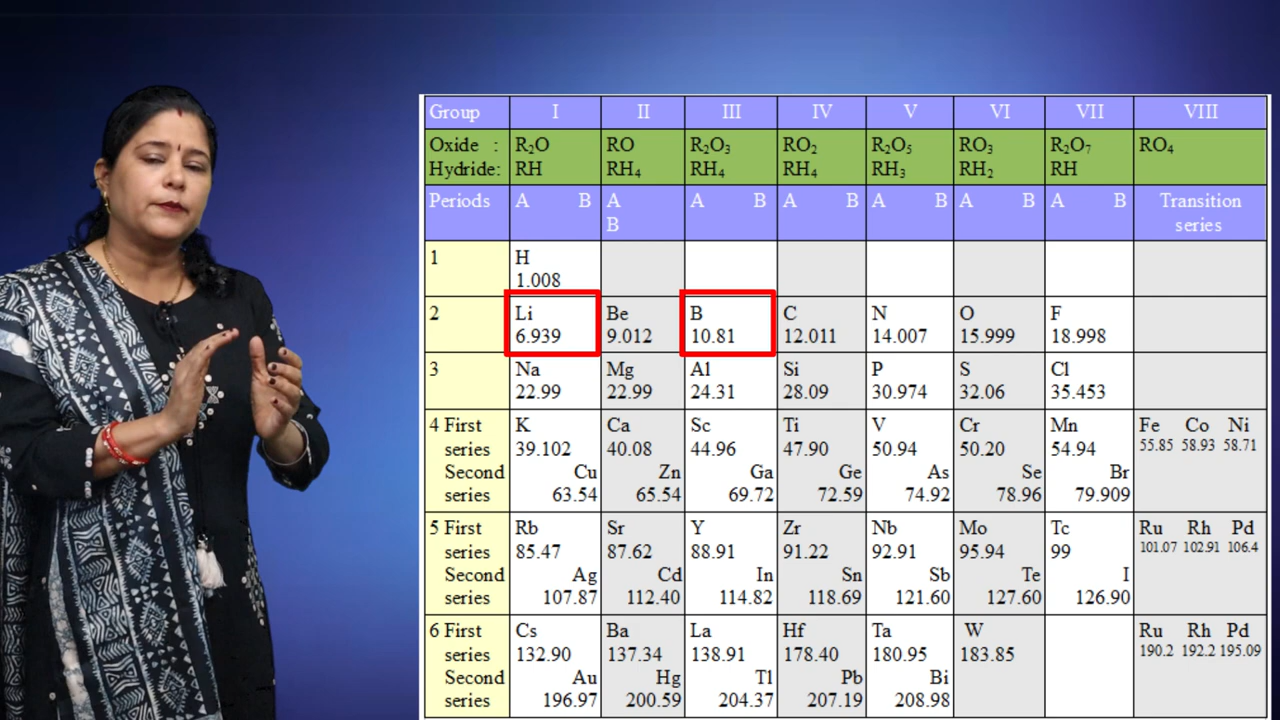 Group I II III IV V VI VII VIII
Oxide : R₂O RO R₂O₃ RO₂ R₂O₅ RO₃ R₂O₇ RO₄
Hydride: RH RH₄ RH₄ RH₄ RH₃ RH₂ RH
Periods A B A A B A B A B A B A B Transition
B series
1 H
1.008
2 Li Be B C N O F
6.939 9.012 10.81 12.011 14.007 15.999 18.998
3 Na Mg Al Si P S Cl
22.99 22.99 24.31 28.09 30.974 32.06 35.453
4 First K Ca Sc Ti V Cr Mn Fe Co Ni
series 39.102 40.08 44.96 47.90 50.94 50.20 54.94 55.85 58.93 58.71
Second Cu Zn Ga Ge As Se Br
series 63.54 65.54 69.72 72.59 74.92 78.96 79.909
5 First Rb Sr Y Zr Nb Mo Tc Ru Rh Pd
series 85.47 87.62 88.91 91.22 92.91 95.94 99 101.07 102.91 106.4
Second Ag Cd In Sn Sb Te I
series 107.87 112.40 114.82 118.69 121.60 127.60 126.90
6 First Cs Ba La Hf Ta W Ru Rh Pd
series 132.90 137.34 138.91 178.40 180.95 183.85 190.2 192.2 195.09
Second Au Hg Tl Pb Bi
series 196.97 200.59 204.37 207.19 208.98